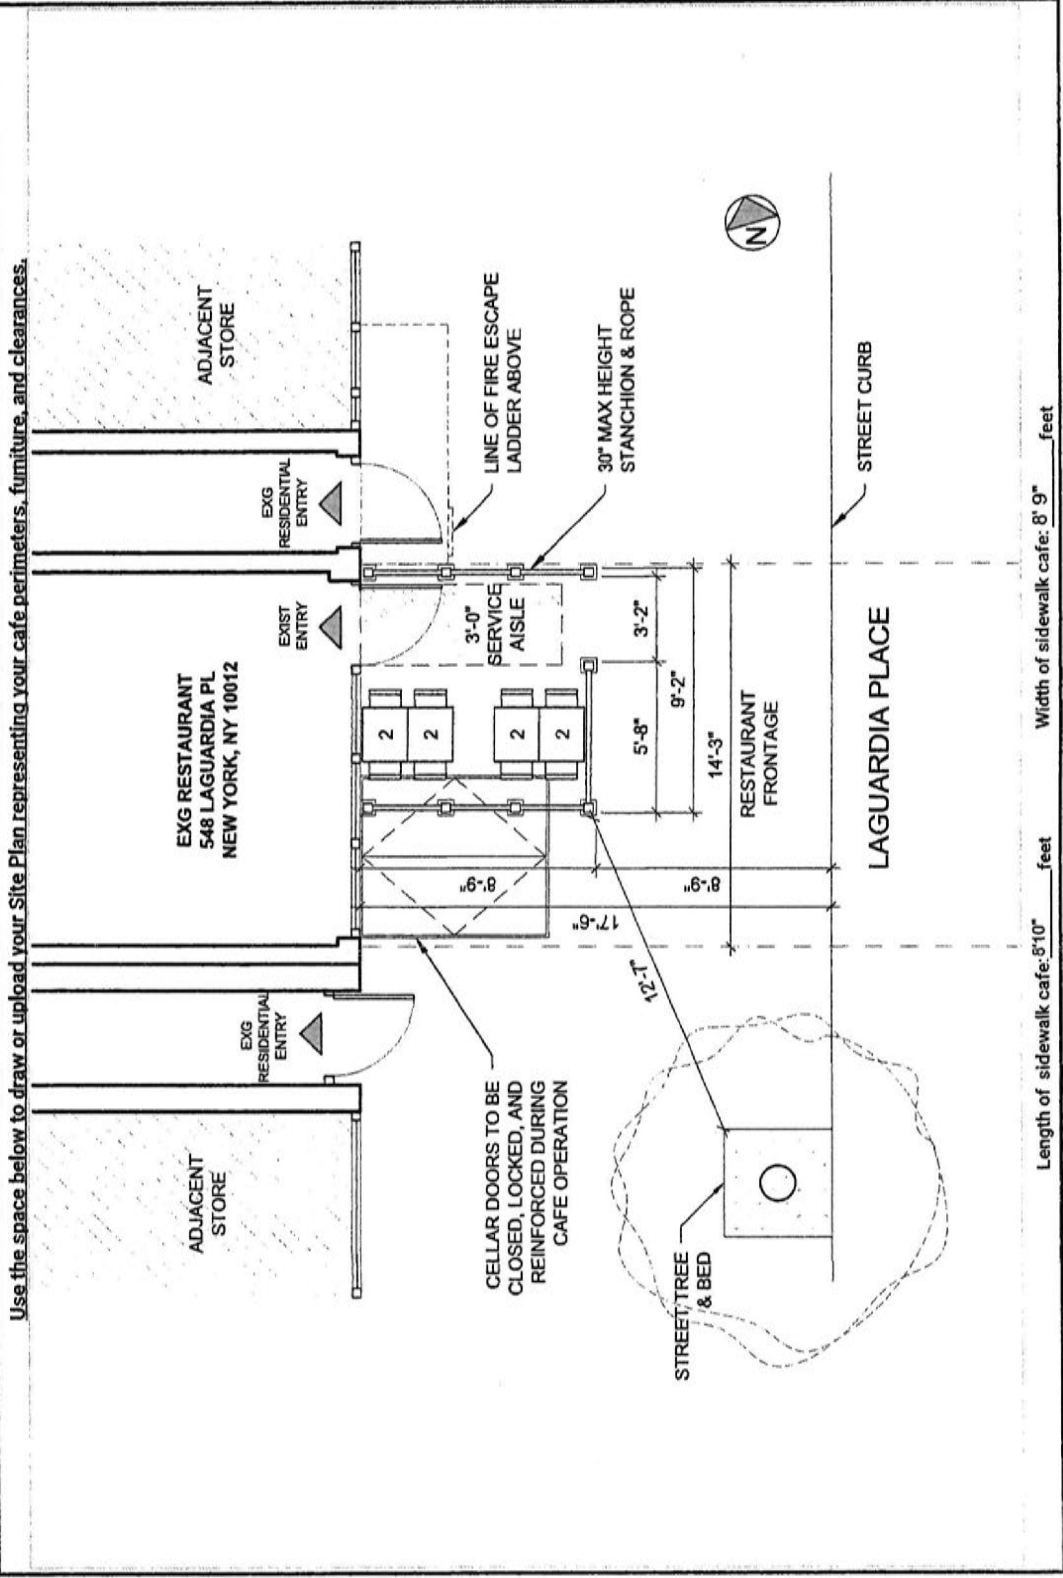 Use the space below to draw or upload your Site Plan representing your cafe perimeters, furniture, and clearances.
ADJACENT
STORE
EXG
RESIDENTIAL
ENTRY
EXG RESTAURANT
548 LAGUARDIA PL
NEW YORK, NY 10012
EXIST
ENTRY
EXG
RESIDENTIAL
ENTRY
ADJACENT
STORE
CELLAR DOORS TO BE
CLOSED, LOCKED, AND
REINFORCED DURING
CAFE OPERATION
8'-9"
17'-6"
8'-9"
2
2
2
2
3'-0"
SERVICE
AISLE
LINE OF FIRE ESCAPE
LADDER ABOVE
30" MAX HEIGHT
STANCHION & ROPE
5'-8"
3'-2"
9'-2"
14'-3"
RESTAURANT
FRONTAGE
12'-7"
STREET TREE
& BED
N
STREET CURB
LAGUARDIA PLACE
Length of sidewalk cafe: 8'10" feet
Width of sidewalk cafe: 8' 9" feet